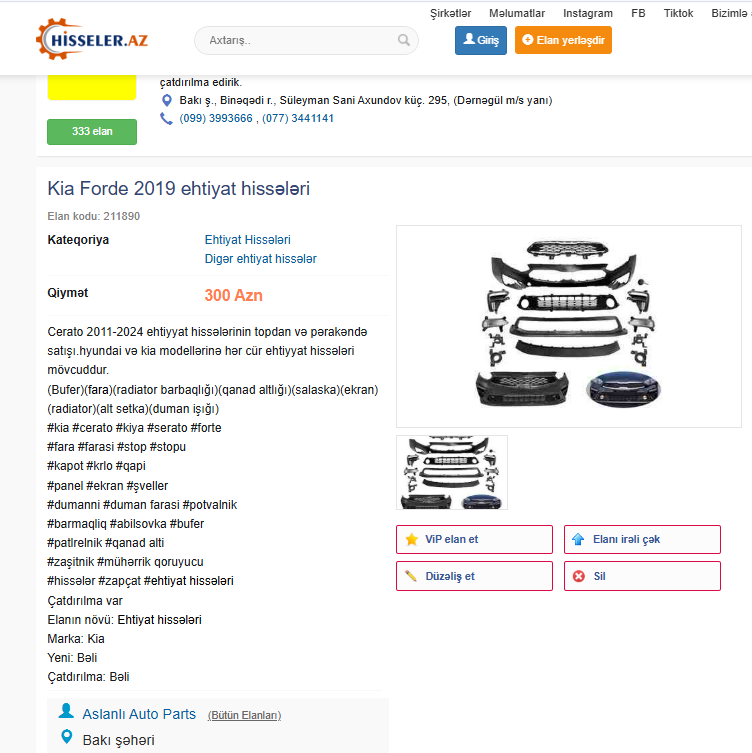 Şirkətlər Məlumatlar Instagram FB Tiktok Bizimlə
HİSSELER.AZ
Axtarış..
Giriş
Elan yerləşdir
çatdırılma edirik.
Bakı ş., Binəqədi r., Süleyman Sani Axundov küç. 295, (Dərnəgül m/s yanı)
(099) 3993666 , (077) 3441141
333 elan
Kia Forde 2019 ehtiyat hissələri
Elan kodu: 211890
Kateqoriya
Ehtiyat Hissələri
Digər ehtiyat hissələr
Qiymət
300 Azn
Cerato 2011-2024 ehtiyyat hissələrinin topdan və pərakəndə
satışı.hyundai və kia modellərinə hər cür ehtiyyat hissələri
mövcuddur.
(Bufer)(fara)(radiator barbaqlığı)(qanad altlığı)(salaska)(ekran)
(radiator)(alt setka)(duman işığı)
#kia #cerato #kiya #serato #forte
#fara #farasi #stop #stopu
#kapot #krlo #qapi
#panel #ekran #şveller
#dumanni #duman farasi #potvalnik
#barmaqliq #abilsovka #bufer
#patlrelnik #qanad alti
#zaşitnik #mühərrik qoruyucu
#hissələr #zapçat #ehtiyat hissələri
Çatdırılma var
Elanın növü: Ehtiyat hissələri
Marka: Kia
Yeni: Bəli
Çatdırılma: Bəli
ViP elan et
Elanı irəli çək
Düzəliş et
Sil
Aslanlı Auto Parts (Bütün Elanları)
Bakı şəhəri